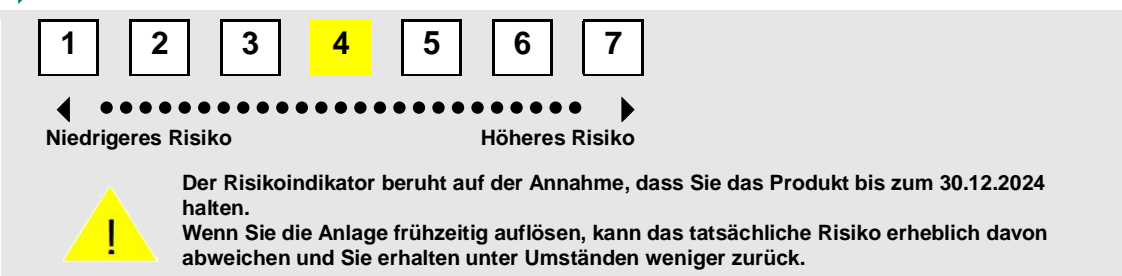 1 2 3 4 5 6 7
Niedrigeres Risiko Höheres Risiko
Der Risikoindikator beruht auf der Annahme, dass Sie das Produkt bis zum 30.12.2024
halten.
Wenn Sie die Anlage frühzeitig auflösen, kann das tatsächliche Risiko erheblich davon
abweichen und Sie erhalten unter Umständen weniger zurück.
!